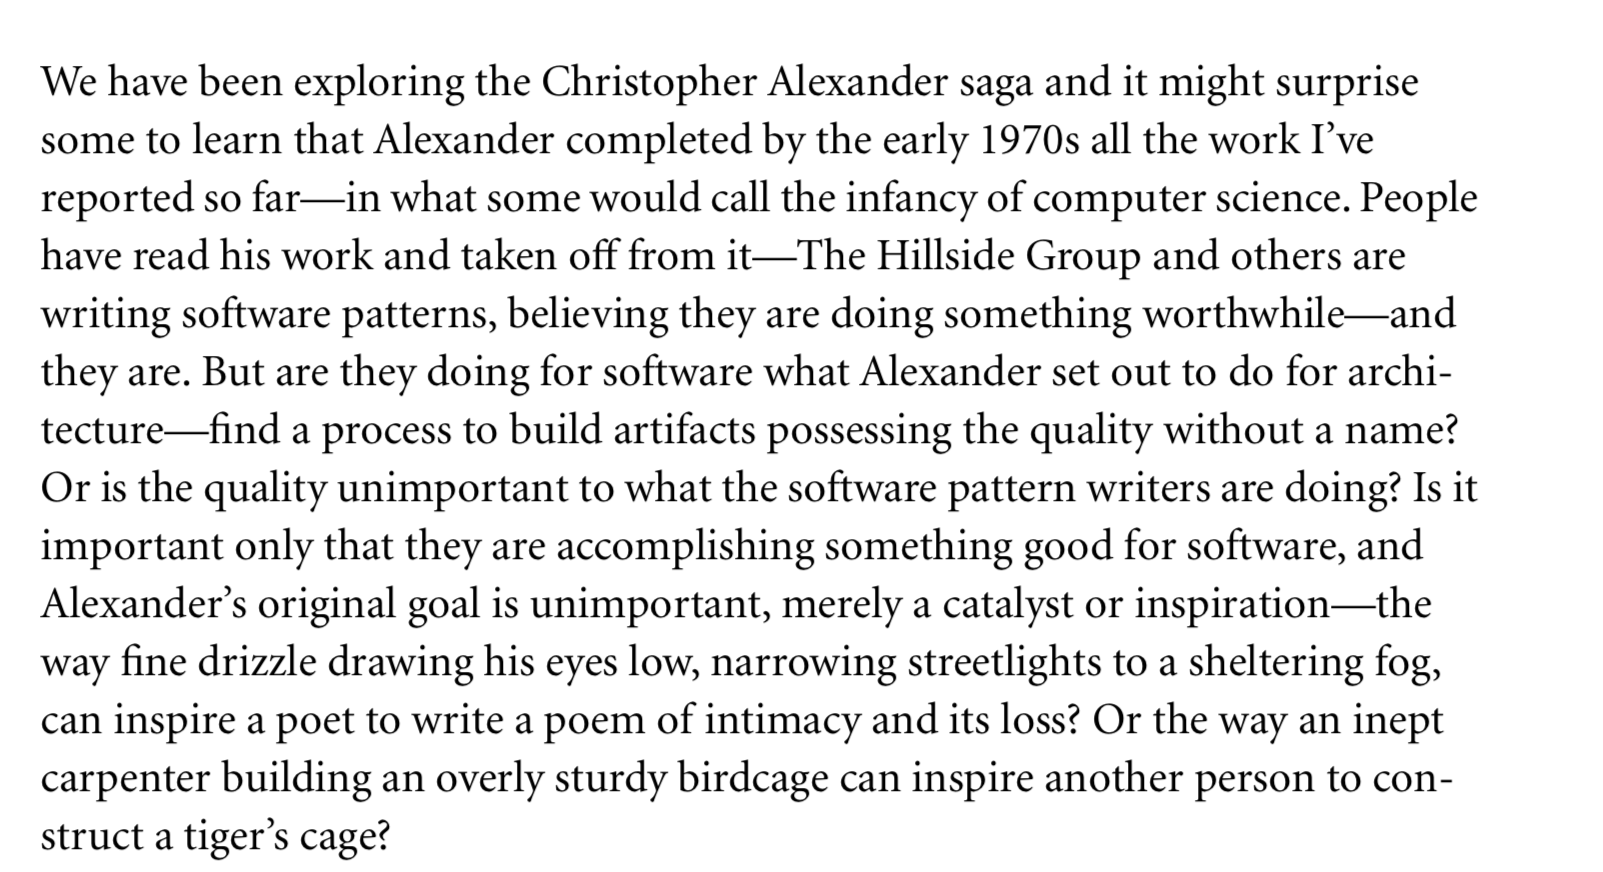 We have been exploring the Christopher Alexander saga and it might surprise
some to learn that Alexander completed by the early 1970s all the work I’ve
reported so far—in what some would call the infancy of computer science. People
have read his work and taken off from it—The Hillside Group and others are
writing software patterns, believing they are doing something worthwhile—and
they are. But are they doing for software what Alexander set out to do for archi-
tecture—find a process to build artifacts possessing the quality without a name?
Or is the quality unimportant to what the software pattern writers are doing? Is it
important only that they are accomplishing something good for software, and
Alexander’s original goal is unimportant, merely a catalyst or inspiration—the
way fine drizzle drawing his eyes low, narrowing streetlights to a sheltering fog,
can inspire a poet to write a poem of intimacy and its loss? Or the way an inept
carpenter building an overly sturdy birdcage can inspire another person to con-
struct a tiger’s cage?